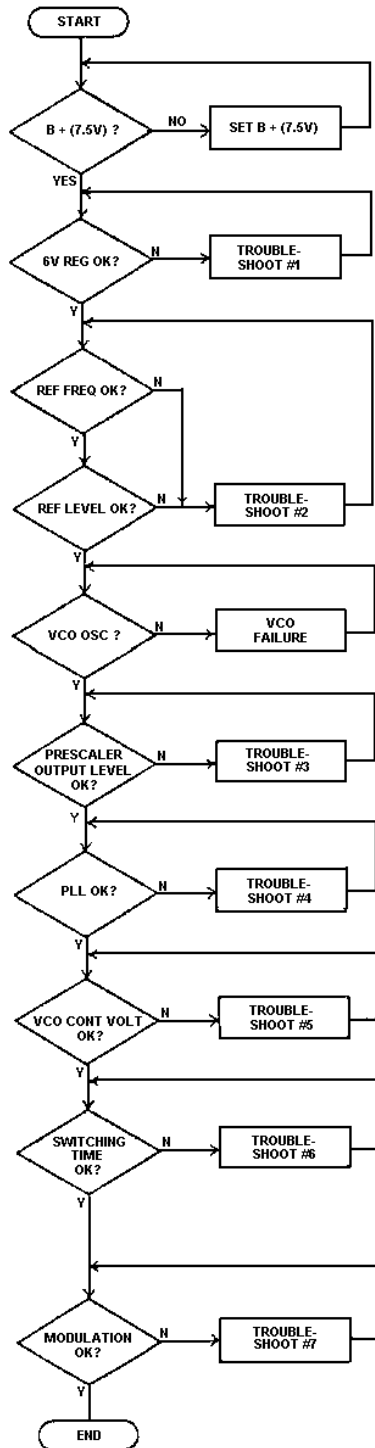 START
B + (7.5V) ?
NO
SET B + (7.5V)
YES
6V REG OK?
N
TROUBLE-
SHOOT #1
Y
REF FREQ OK?
N
Y
REF LEVEL OK?
N
TROUBLE-
SHOOT #2
Y
VCO OSC ?
N
VCO
FAILURE
Y
PRESCALER
OUTPUT LEVEL
OK?
N
TROUBLE-
SHOOT #3
Y
PLL OK?
N
TROUBLE-
SHOOT #4
Y
VCO CONT VOLT
OK?
N
TROUBLE-
SHOOT #5
Y
SWITCHING
TIME
OK?
N
TROUBLE-
SHOOT #6
Y
MODULATION
OK?
N
TROUBLE-
SHOOT #7
Y
END